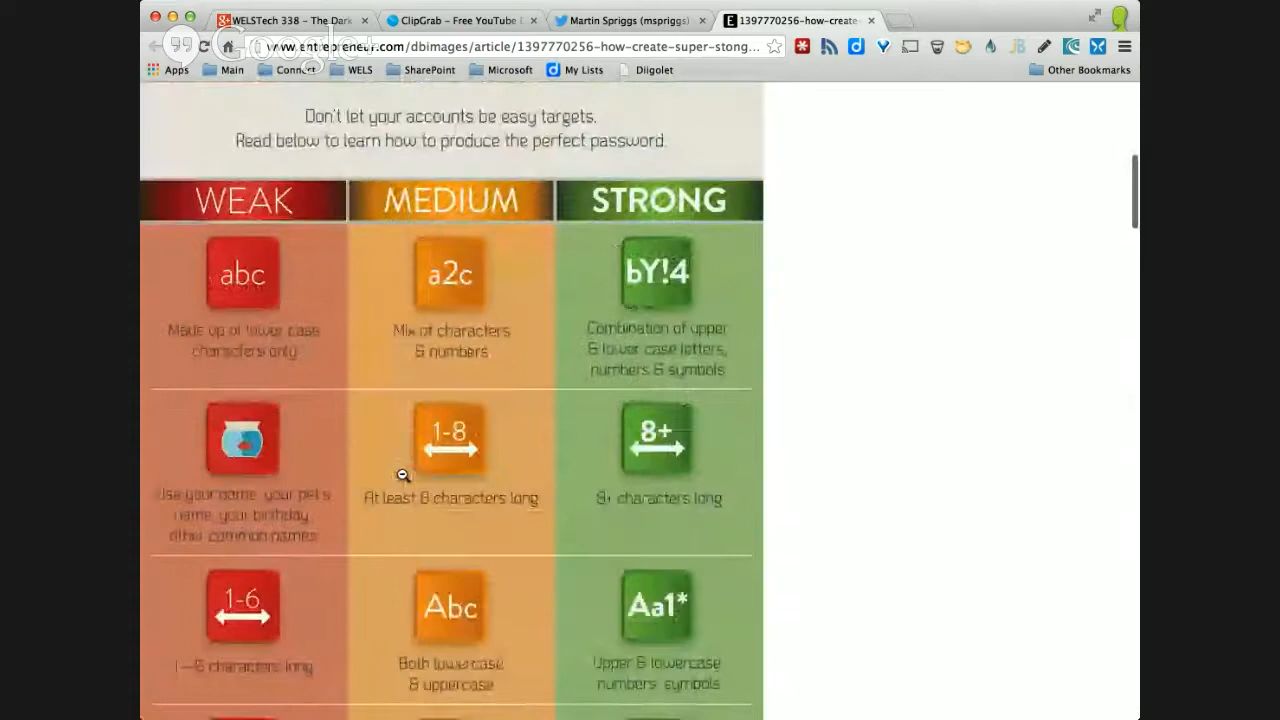 WELSTech 338 – The Dark
ClipGrab – Free YouTube
Martin Spriggs (mspriggs)
1397770256-how-create-
Google+
www.entrepreneur.com/dbimages/article/1397770256-how-create-super-stong...
Apps Main Connect WELS SharePoint Microsoft My Lists Diigolet Other Bookmarks
Don't let your accounts be easy targets.
Read below to learn how to produce the perfect password.
WEAK MEDIUM STRONG
abc a2c bY!4
Made up of lower case
characters only
Mix of characters
& numbers
Combination of upper
& lower case letters,
numbers & symbols
1-8 8+
Use your name, your pet's
name, your birthday,
other common names
At least 8 characters long
8+ characters long
1-6 Abc Aa1*
1–6 characters long
Both lowercase
& uppercase
Upper & lowercase
numbers symbols